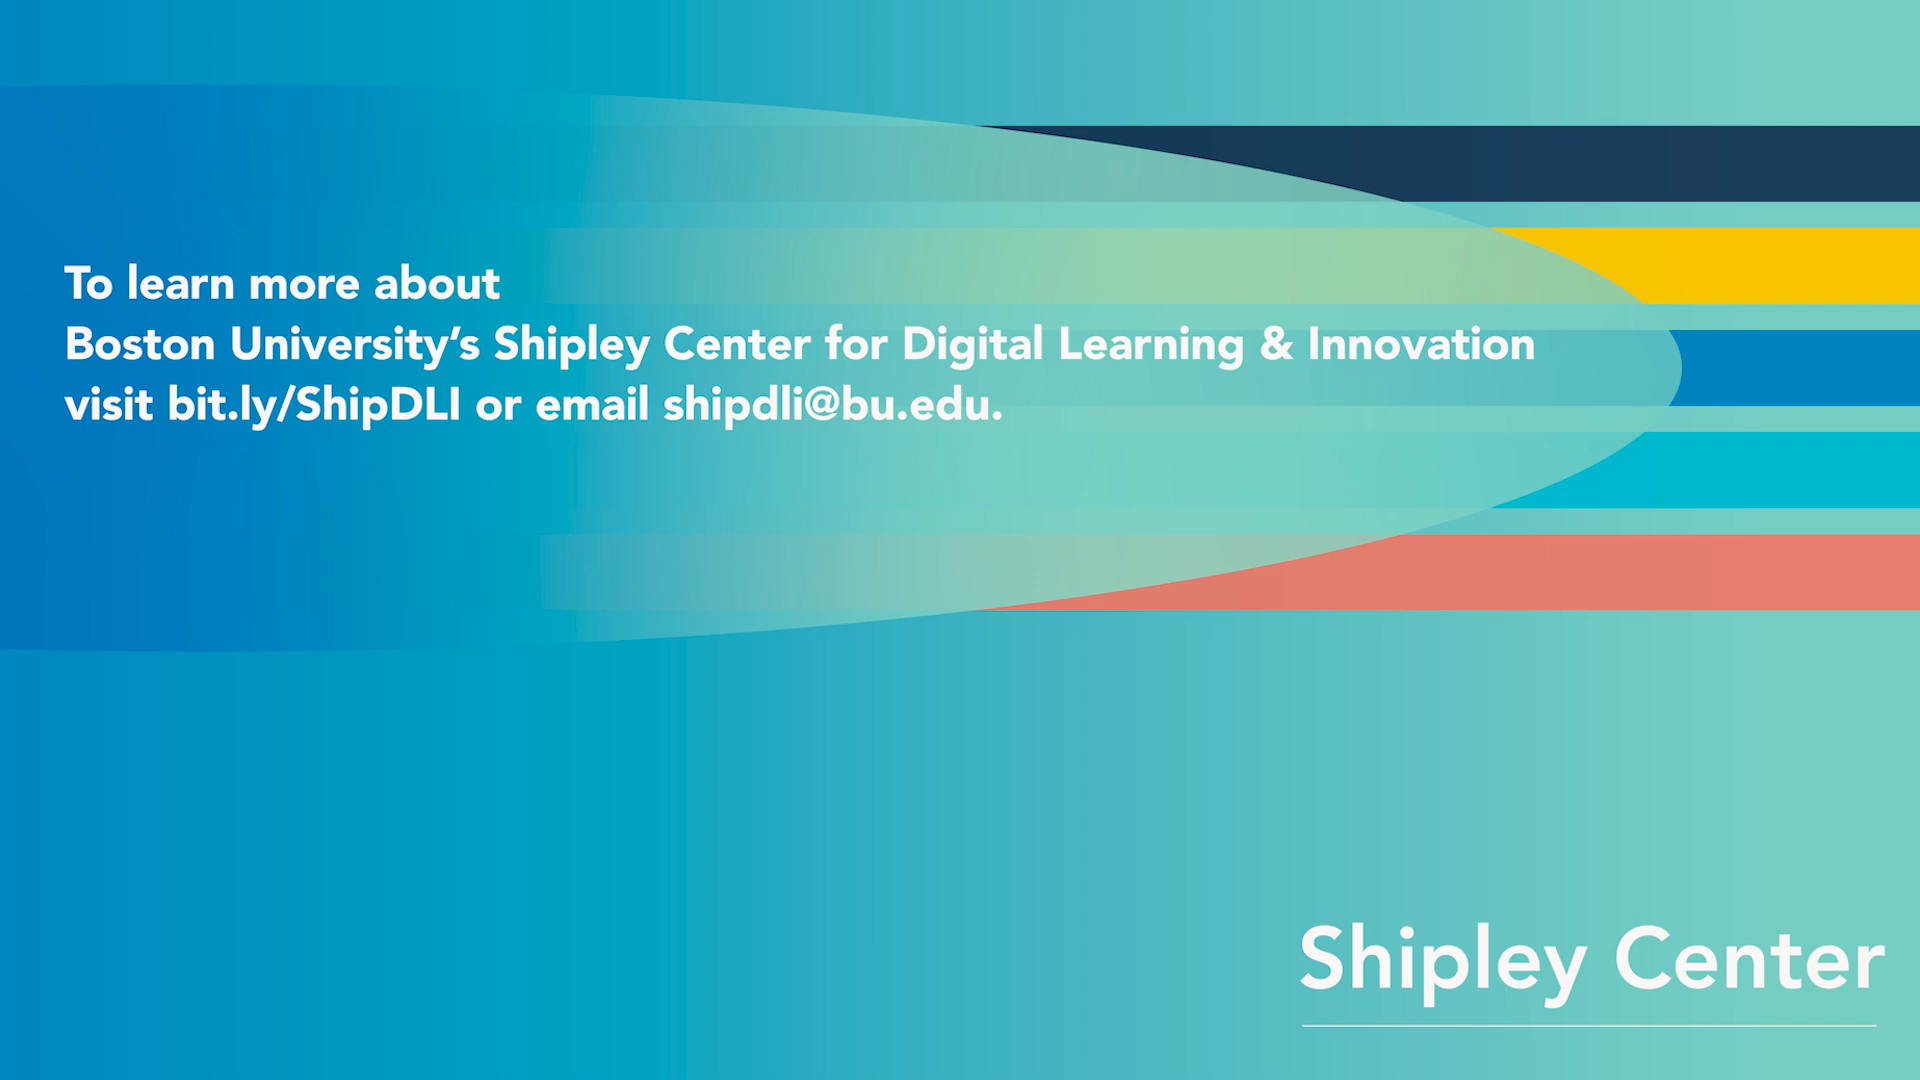 To learn more about
Boston University’s Shipley Center for Digital Learning & Innovation
visit bit.ly/ShipDLI or email shipdli@bu.edu.
Shipley Center